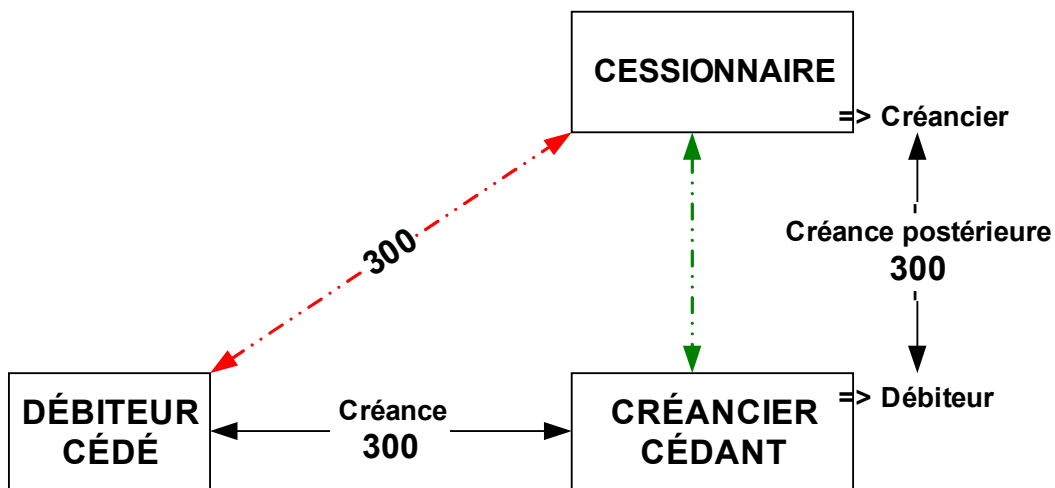 CESSIONNAIRE
=> Créancier
300
Créance postérieure
300
DÉBITEUR
CÉDÉ
Créance
300
CRÉANCIER
CÉDANT
=> Débiteur